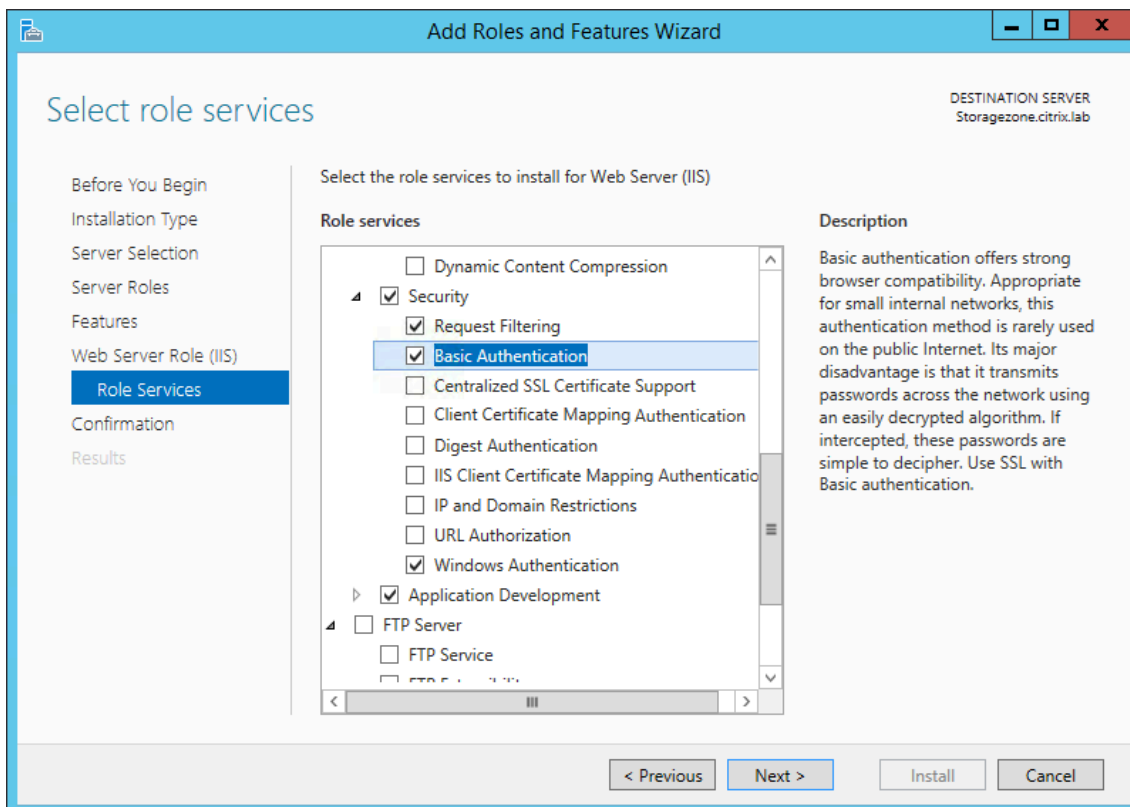 Add Roles and Features Wizard
Select role services
DESTINATION SERVER
Storagezone.citrix.lab
Before You Begin
Installation Type
Server Selection
Server Roles
Features
Web Server Role (IIS)
Role Services
Confirmation
Results
Select the role services to install for Web Server (IIS)
Role services
Dynamic Content Compression
Security
Request Filtering
Basic Authentication
Centralized SSL Certificate Support
Client Certificate Mapping Authentication
Digest Authentication
IIS Client Certificate Mapping Authenticatio
IP and Domain Restrictions
URL Authorization
Windows Authentication
Application Development
FTP Server
FTP Service
Description
Basic authentication offers strong
browser compatibility. Appropriate
for small internal networks, this
authentication method is rarely used
on the public Internet. Its major
disadvantage is that it transmits
passwords across the network using
an easily decrypted algorithm. If
intercepted, these passwords are
simple to decipher. Use SSL with
Basic authentication.
< Previous
Next >
Install
Cancel